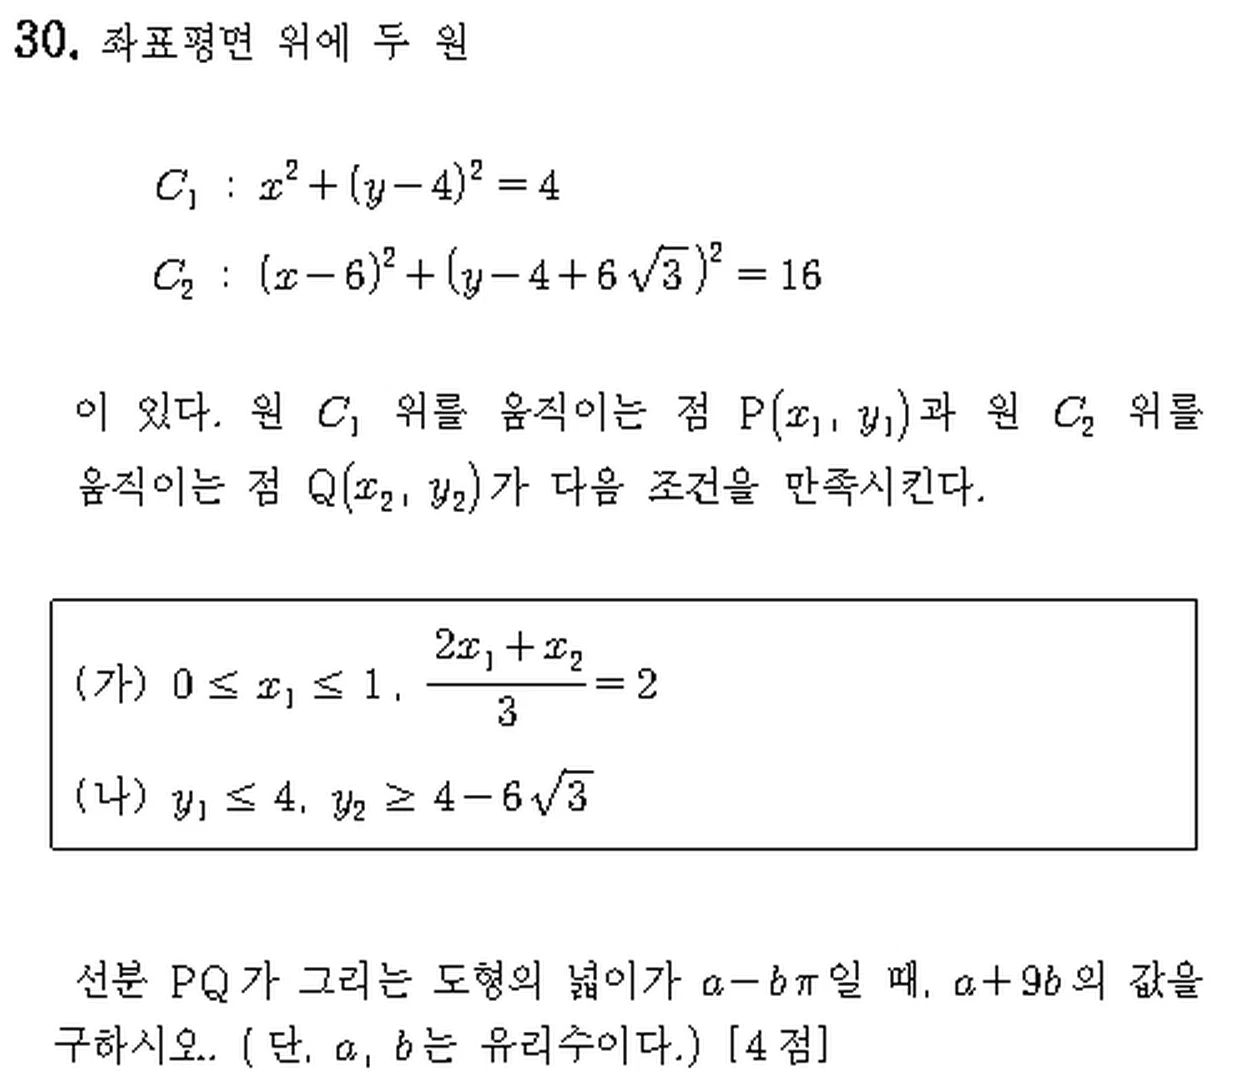 30. 좌표평면 위에 두 원
C₁ : x² + (y-4)² = 4
C₂ : (x-6)² + (y-4+6√3)² = 16
이 있다. 원 C₁ 위를 움직이는 점 P(x₁, y₁)과 원 C₂ 위를
움직이는 점 Q(x₂, y₂)가 다음 조건을 만족시킨다.
(가) 0 ≤ x₁ ≤ 1, (2x₁+x₂)/3 = 2
(나) y₁ ≤ 4, y₂ ≥ 4-6√3
선분 PQ가 그리는 도형의 넓이가 a-bπ일 때, a+9b의 값을
구하시오.. (단, a, b는 유리수이다.) [4점]